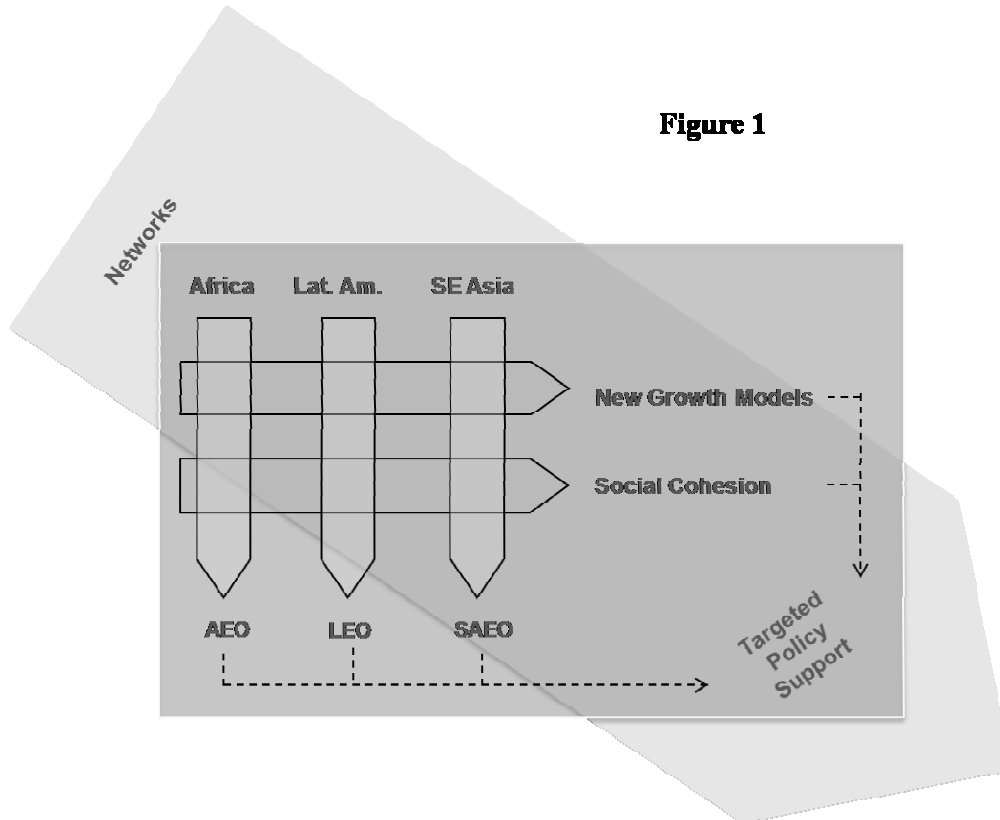 Figure 1
Networks
Africa Lat. Am. SE Asia
New Growth Models
Social Cohesion
AEO LEO SAEO
Targeted
Policy
Support